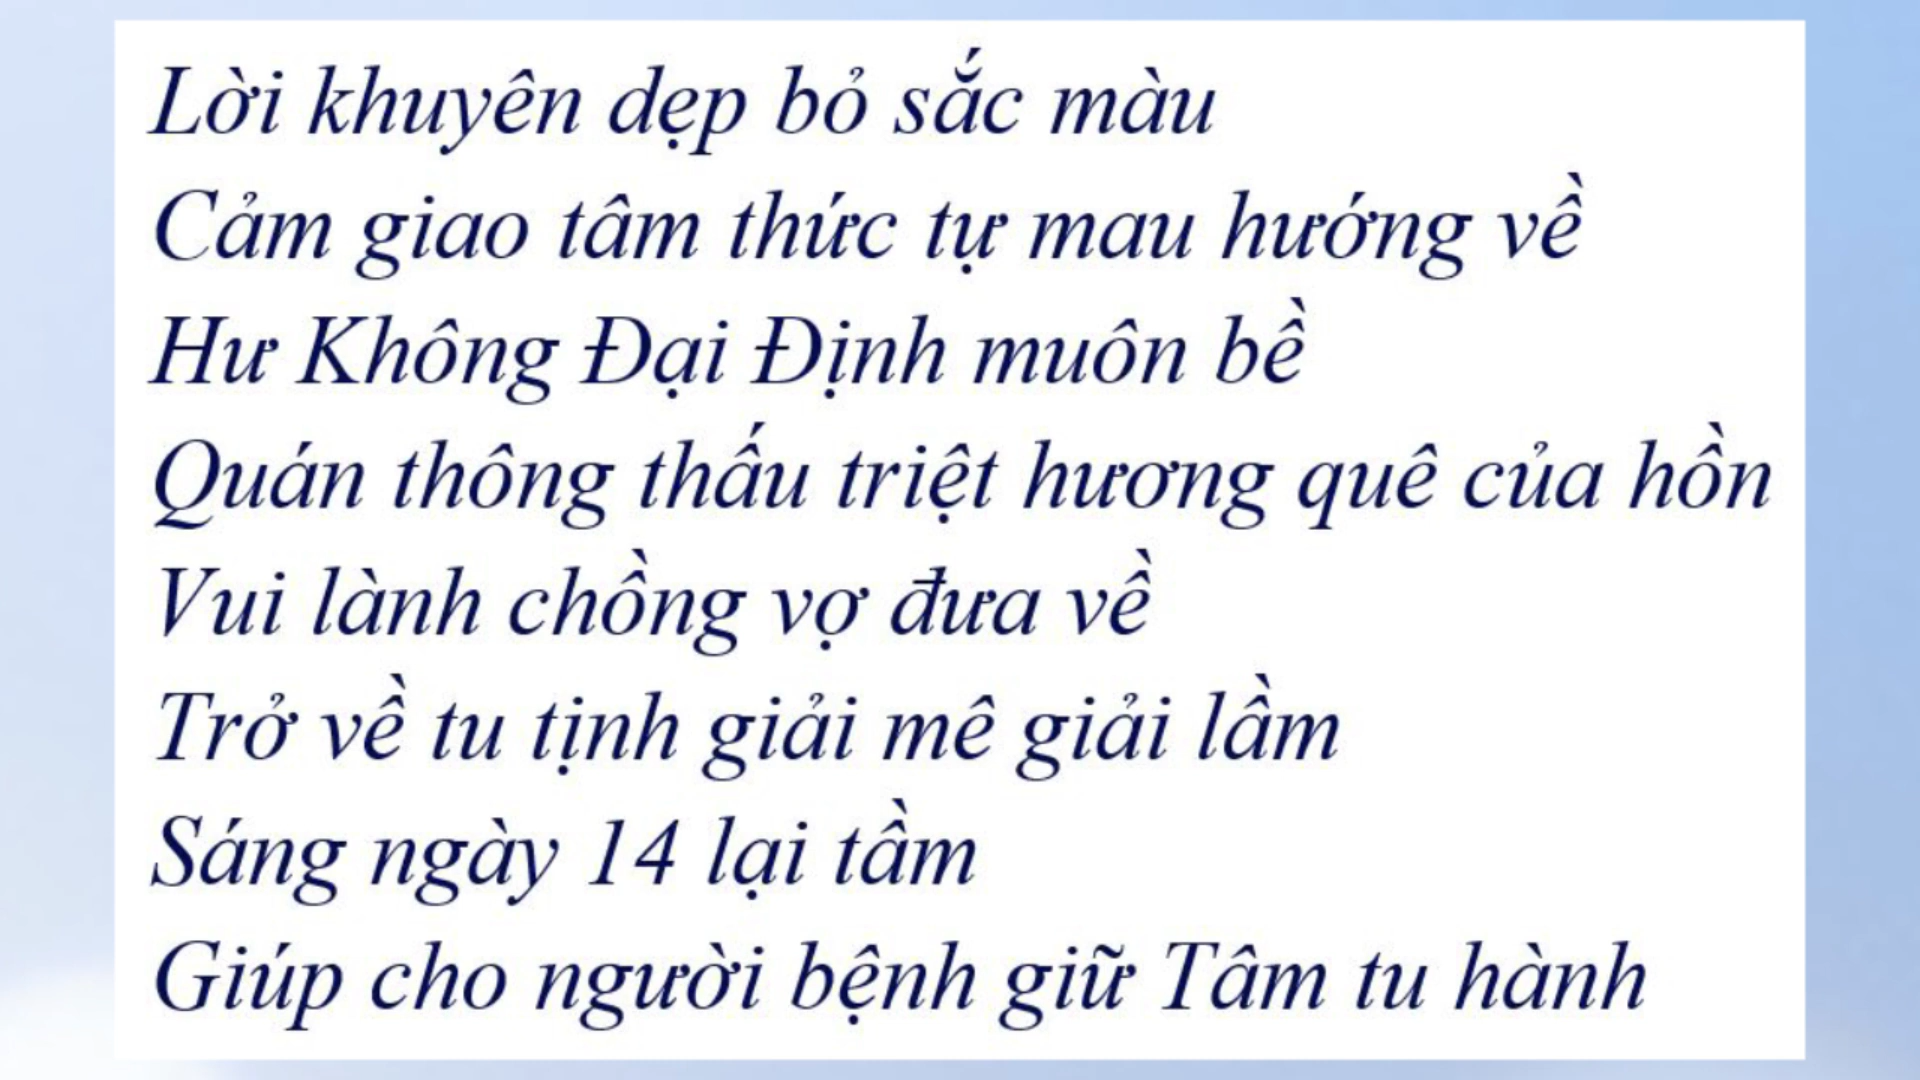 Lời khuyên dẹp bỏ sắc màu
Cảm giao tâm thức tự mau hướng về
Hư Không Đại Định muôn bề
Quán thông thấu triệt hương quê của hồn
Vui lành chồng vợ đưa về
Trở về tu tịnh giải mê giải lầm
Sáng ngày 14 lại tầm
Giúp cho người bệnh giữ Tâm tu hành